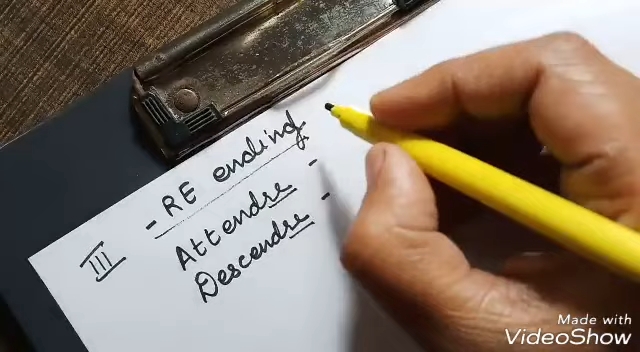 III - RE ending
Attendre -
Descendre -
Made with
VideoShow